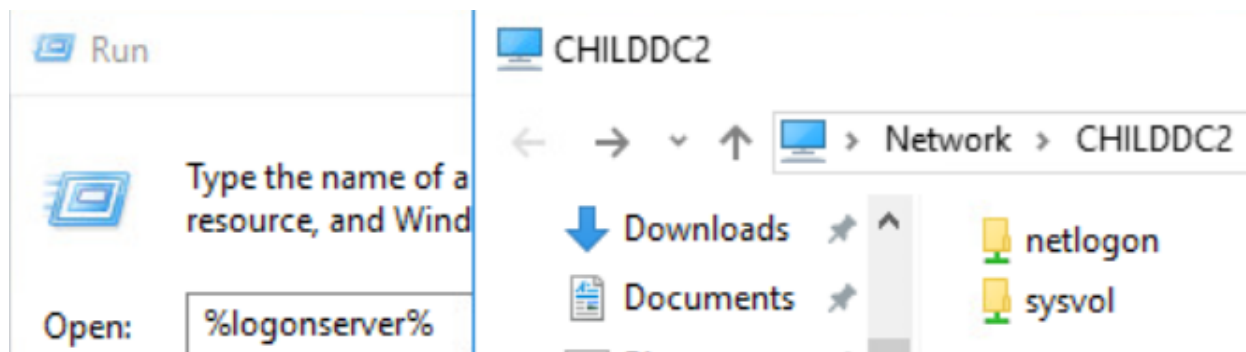 Run
Type the name of a
resource, and Wind
Open: %logonserver%
CHILDDC2
Network > CHILDDC2
Downloads
Documents
netlogon
sysvol